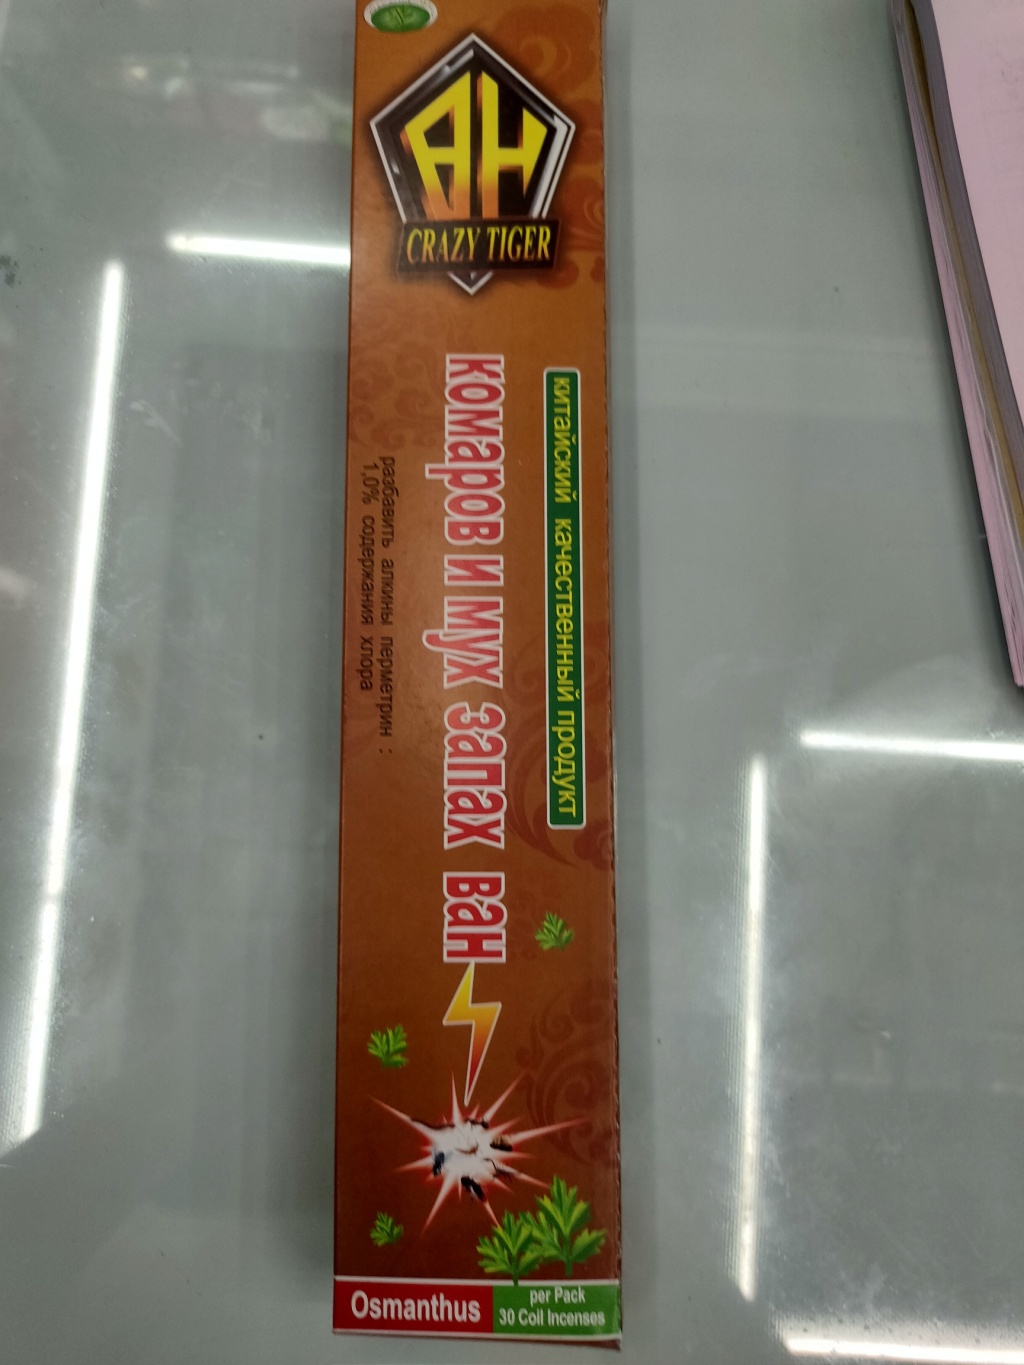 BH
CRAZY TIGER
китайский качественный продукт
комаров и мух запах ван
разбавить алкины перметрин :
1,0% содержания хлора
Osmanthus
per Pack
30 Coil Incenses